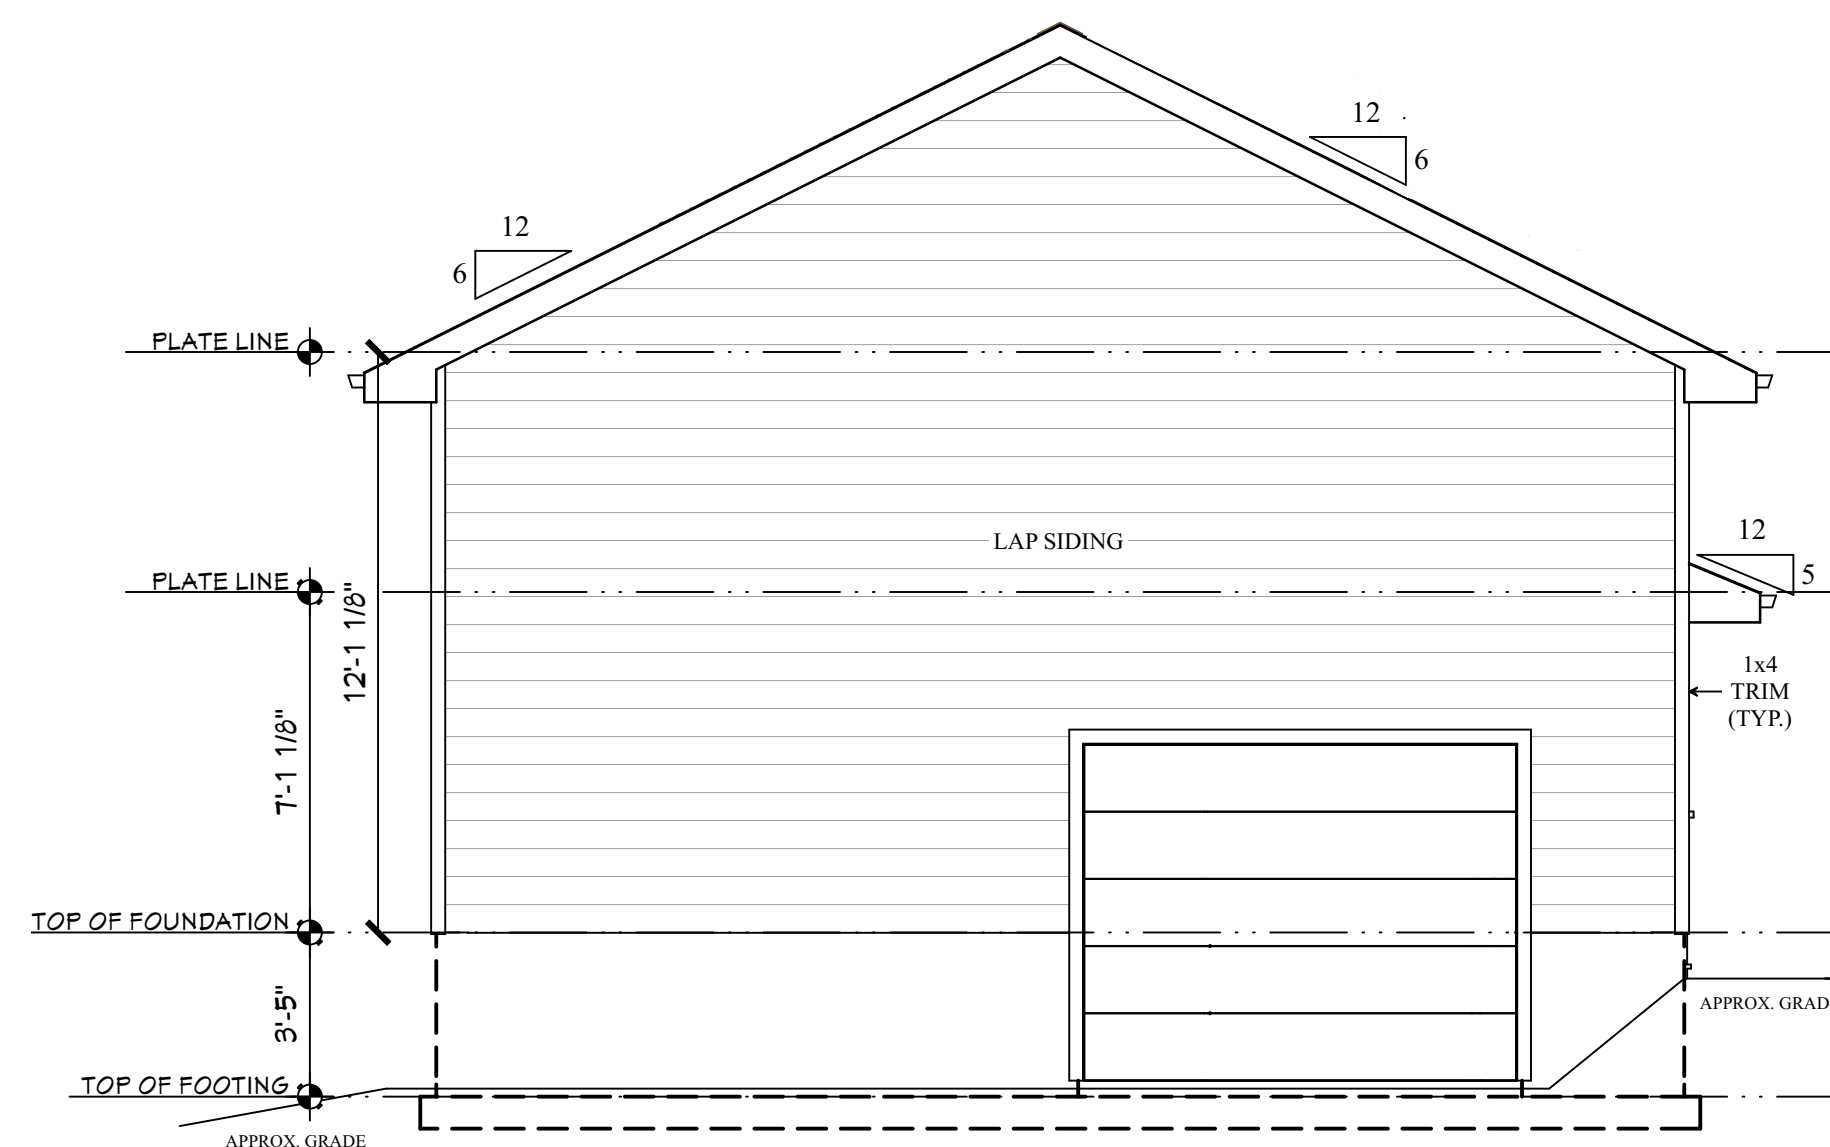 12
6
12
6
PLATE LINE
LAP SIDING
12
5
PLATE LINE
12'-1 1/8"
1x4
TRIM
(TYP.)
7'-1 1/8"
TOP OF FOUNDATION
APPROX. GRAD
3'-5"
TOP OF FOOTING
APPROX. GRADE